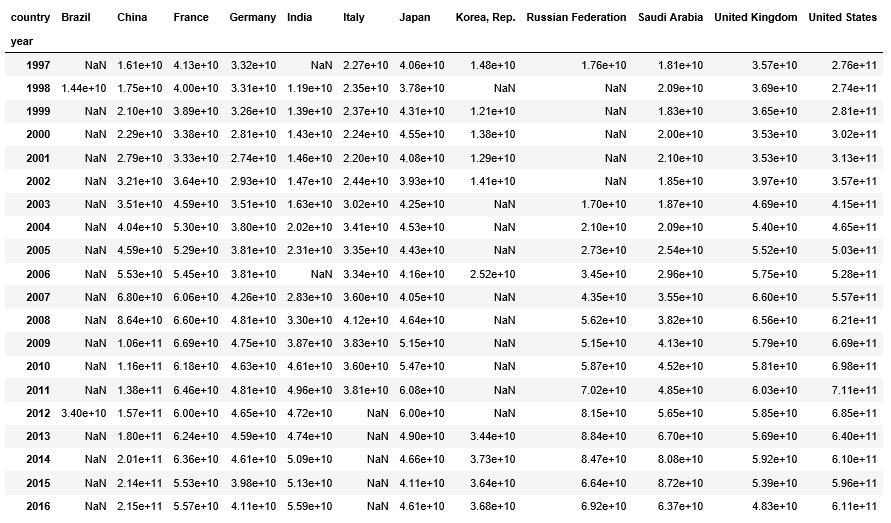 country Brazil China France Germany India Italy Japan Korea, Rep. Russian Federation Saudi Arabia United Kingdom United States
year
1997 NaN 1.61e+10 4.13e+10 3.32e+10 NaN 2.27e+10 4.06e+10 1.48e+10 1.76e+10 1.81e+10 3.57e+10 2.76e+11
1998 1.44e+10 1.75e+10 4.00e+10 3.31e+10 1.19e+10 2.35e+10 3.78e+10 NaN NaN 2.09e+10 3.69e+10 2.74e+11
1999 NaN 2.10e+10 3.89e+10 3.26e+10 1.39e+10 2.37e+10 4.31e+10 1.21e+10 NaN 1.83e+10 3.65e+10 2.81e+11
2000 NaN 2.29e+10 3.38e+10 2.81e+10 1.43e+10 2.24e+10 4.55e+10 1.38e+10 NaN 2.00e+10 3.53e+10 3.02e+11
2001 NaN 2.79e+10 3.33e+10 2.74e+10 1.46e+10 2.20e+10 4.08e+10 1.29e+10 NaN 2.10e+10 3.53e+10 3.13e+11
2002 NaN 3.21e+10 3.64e+10 2.93e+10 1.47e+10 2.44e+10 3.93e+10 1.41e+10 NaN 1.85e+10 3.97e+10 3.57e+11
2003 NaN 3.51e+10 4.59e+10 3.51e+10 1.63e+10 3.02e+10 4.25e+10 NaN 1.70e+10 1.87e+10 4.69e+10 4.15e+11
2004 NaN 4.04e+10 5.30e+10 3.80e+10 2.02e+10 3.41e+10 4.53e+10 NaN 2.10e+10 2.09e+10 5.40e+10 4.65e+11
2005 NaN 4.59e+10 5.29e+10 3.81e+10 2.31e+10 3.35e+10 4.43e+10 NaN 2.73e+10 2.54e+10 5.52e+10 5.03e+11
2006 NaN 5.53e+10 5.45e+10 3.81e+10 NaN 3.34e+10 4.16e+10 2.52e+10 3.45e+10 2.96e+10 5.75e+10 5.28e+11
2007 NaN 6.80e+10 6.06e+10 4.26e+10 2.83e+10 3.60e+10 4.05e+10 NaN 4.35e+10 3.55e+10 6.60e+10 5.57e+11
2008 NaN 8.64e+10 6.60e+10 4.81e+10 3.30e+10 4.12e+10 4.64e+10 NaN 5.62e+10 3.82e+10 6.56e+10 6.21e+11
2009 NaN 1.06e+11 6.69e+10 4.75e+10 3.87e+10 3.83e+10 5.15e+10 NaN 5.15e+10 4.13e+10 5.79e+10 6.69e+11
2010 NaN 1.16e+11 6.18e+10 4.63e+10 4.61e+10 3.60e+10 5.47e+10 NaN 5.87e+10 4.52e+10 5.81e+10 6.98e+11
2011 NaN 1.38e+11 6.46e+10 4.81e+10 4.96e+10 3.81e+10 6.08e+10 NaN 7.02e+10 4.85e+10 6.03e+10 7.11e+11
2012 3.40e+10 1.57e+11 6.00e+10 4.65e+10 4.72e+10 NaN 6.00e+10 NaN 8.15e+10 5.65e+10 5.85e+10 6.85e+11
2013 NaN 1.80e+11 6.24e+10 4.59e+10 4.74e+10 NaN 4.90e+10 3.44e+10 8.84e+10 6.70e+10 5.69e+10 6.40e+11
2014 NaN 2.01e+11 6.36e+10 4.61e+10 5.09e+10 NaN 4.66e+10 3.73e+10 8.47e+10 8.08e+10 5.92e+10 6.10e+11
2015 NaN 2.14e+11 5.53e+10 3.98e+10 5.13e+10 NaN 4.11e+10 3.64e+10 6.64e+10 8.72e+10 5.39e+10 5.96e+11
2016 NaN 2.15e+11 5.57e+10 4.11e+10 5.59e+10 NaN 4.61e+10 3.68e+10 6.92e+10 6.37e+10 4.83e+10 6.11e+11